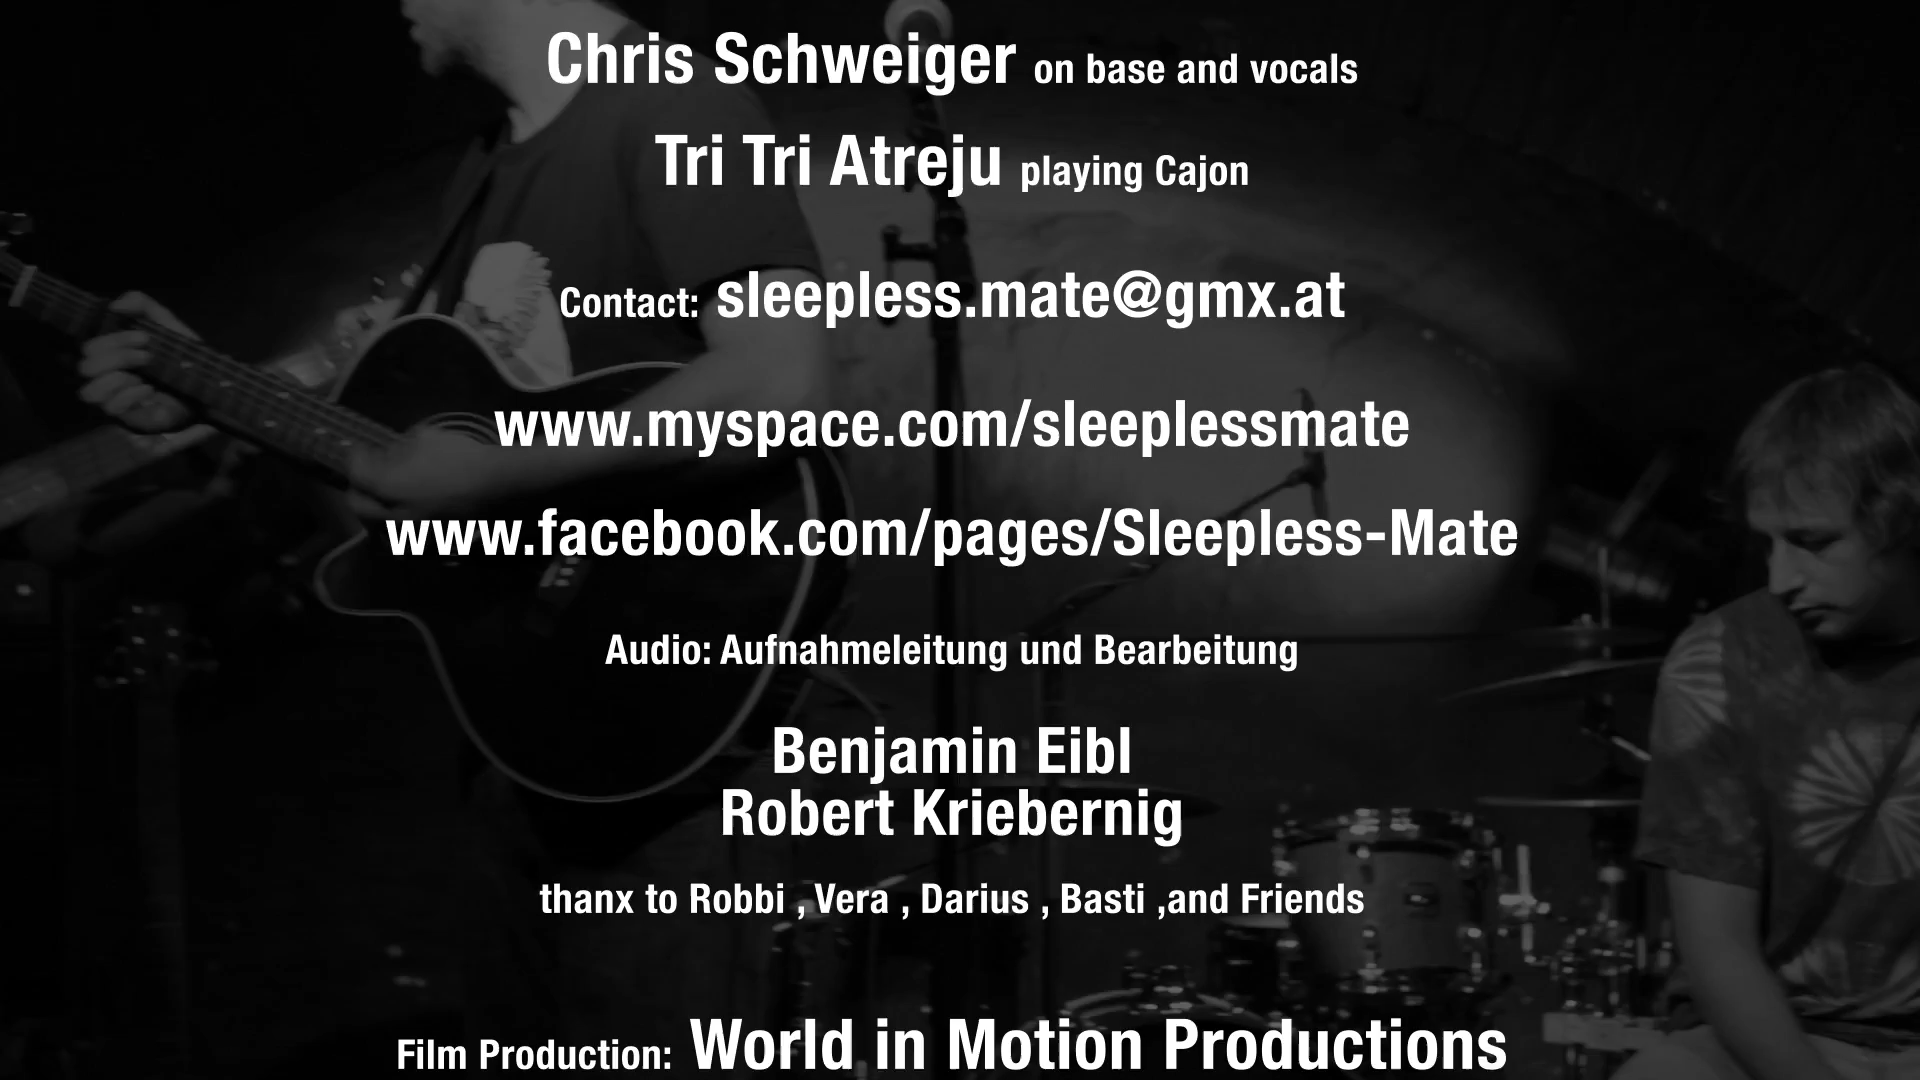 Chris Schweiger on base and vocals
Tri Tri Atreju playing Cajon
Contact: sleepless.mate@gmx.at
www.myspace.com/sleeplessmate
www.facebook.com/pages/Sleepless-Mate
Audio: Aufnahmeleitung und Bearbeitung
Benjamin Eibl
Robert Kriebernig
thanx to Robbi , Vera , Darius , Basti ,and Friends
Film Production: World in Motion Productions